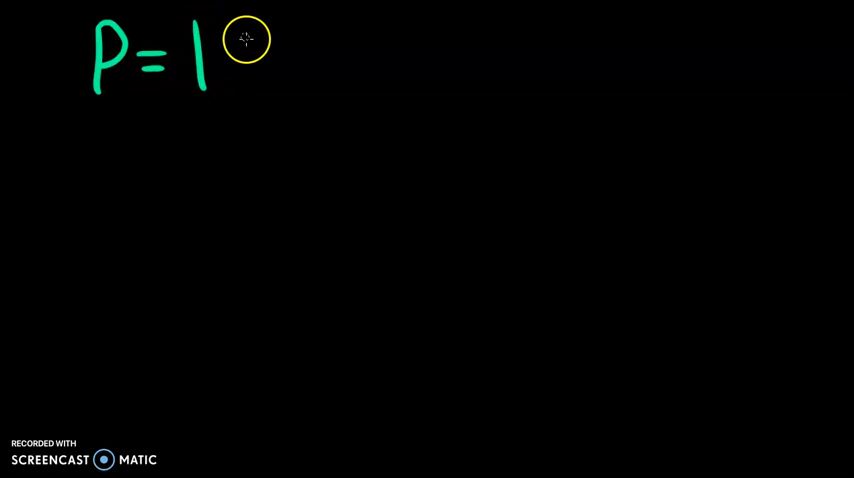 P = 1
RECORDED WITH
SCREENCAST MATIC